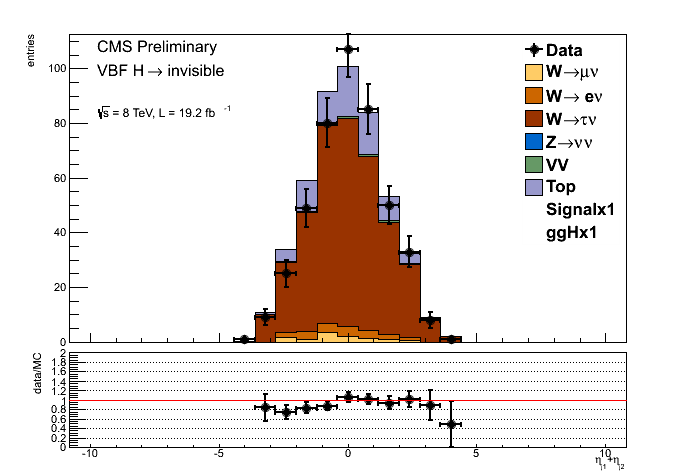 entries
CMS Preliminary
VBF H → invisible
√s = 8 TeV, L = 19.2 fb -1
Data
W→μν
W→ eν
W→τν
Z→νν
VV
Top
Signalx1
ggHx1
100
80
60
40
20
0
data/MC
2
1.8
1.6
1.4
1.2
1
0.8
0.6
0.4
0.2
0
-10 -5 0 5 10
η_j1+η_j2